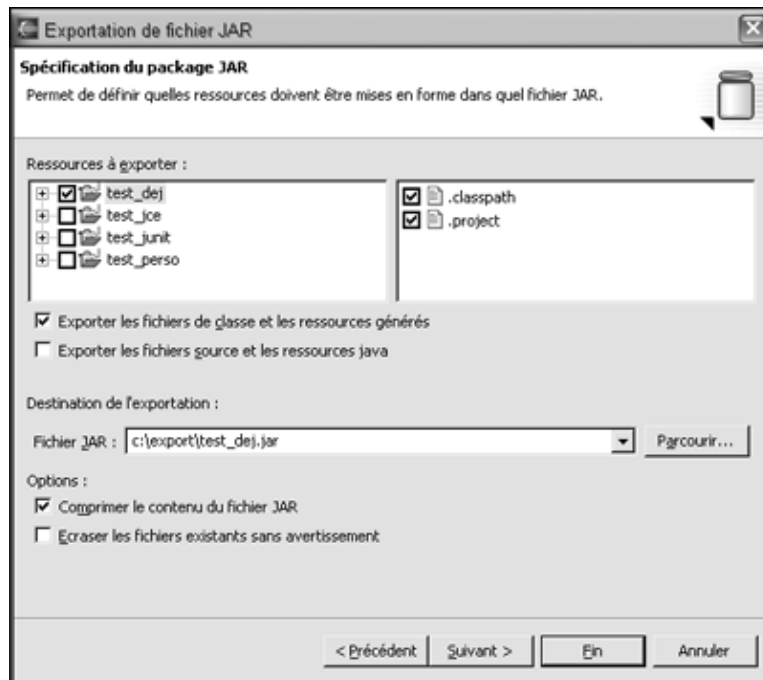 Exportation de fichier JAR
Spécification du package JAR
Permet de définir quelles ressources doivent être mises en forme dans quel fichier JAR.
Ressources à exporter :
test_dej
test_jce
test_junit
test_perso
.classpath
.project
Exporter les fichiers de classe et les ressources générés
Exporter les fichiers source et les ressources java
Destination de l'exportation :
Fichier JAR : c:\export\test_dej.jar Parcourir...
Options :
Comprimer le contenu du fichier JAR
Ecraser les fichiers existants sans avertissement
< Précédent Suivant > Fin Annuler